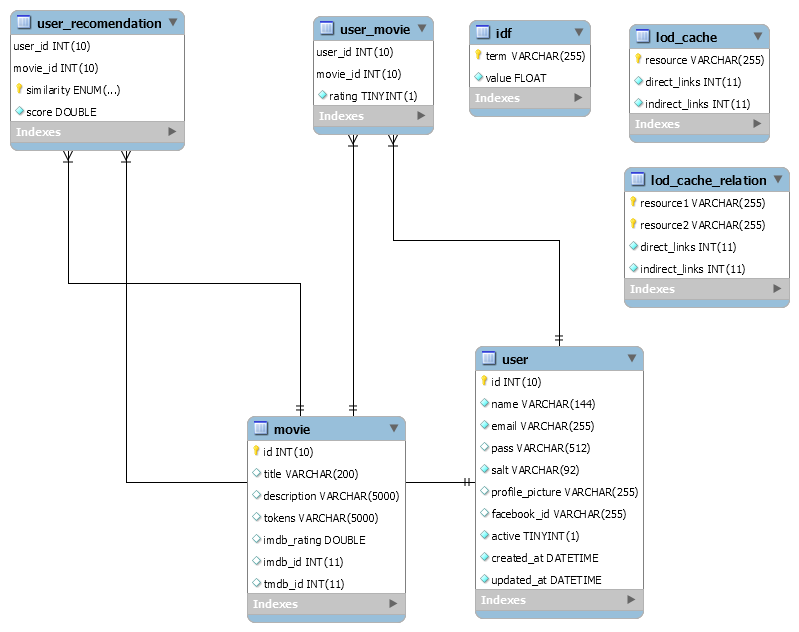 user_recomendation
user_id INT(10)
movie_id INT(10)
similarity ENUM(...)
score DOUBLE
Indexes
user_movie
user_id INT(10)
movie_id INT(10)
rating TINYINT(1)
Indexes
idf
term VARCHAR(255)
value FLOAT
Indexes
lod_cache
resource VARCHAR(255)
direct_links INT(11)
indirect_links INT(11)
Indexes
lod_cache_relation
resource1 VARCHAR(255)
resource2 VARCHAR(255)
direct_links INT(11)
indirect_links INT(11)
Indexes
movie
id INT(10)
title VARCHAR(200)
description VARCHAR(5000)
tokens VARCHAR(5000)
imdb_rating DOUBLE
imdb_id INT(11)
tmdb_id INT(11)
Indexes
user
id INT(10)
name VARCHAR(144)
email VARCHAR(255)
pass VARCHAR(512)
salt VARCHAR(92)
profile_picture VARCHAR(255)
facebook_id VARCHAR(255)
active TINYINT(1)
created_at DATETIME
updated_at DATETIME
Indexes